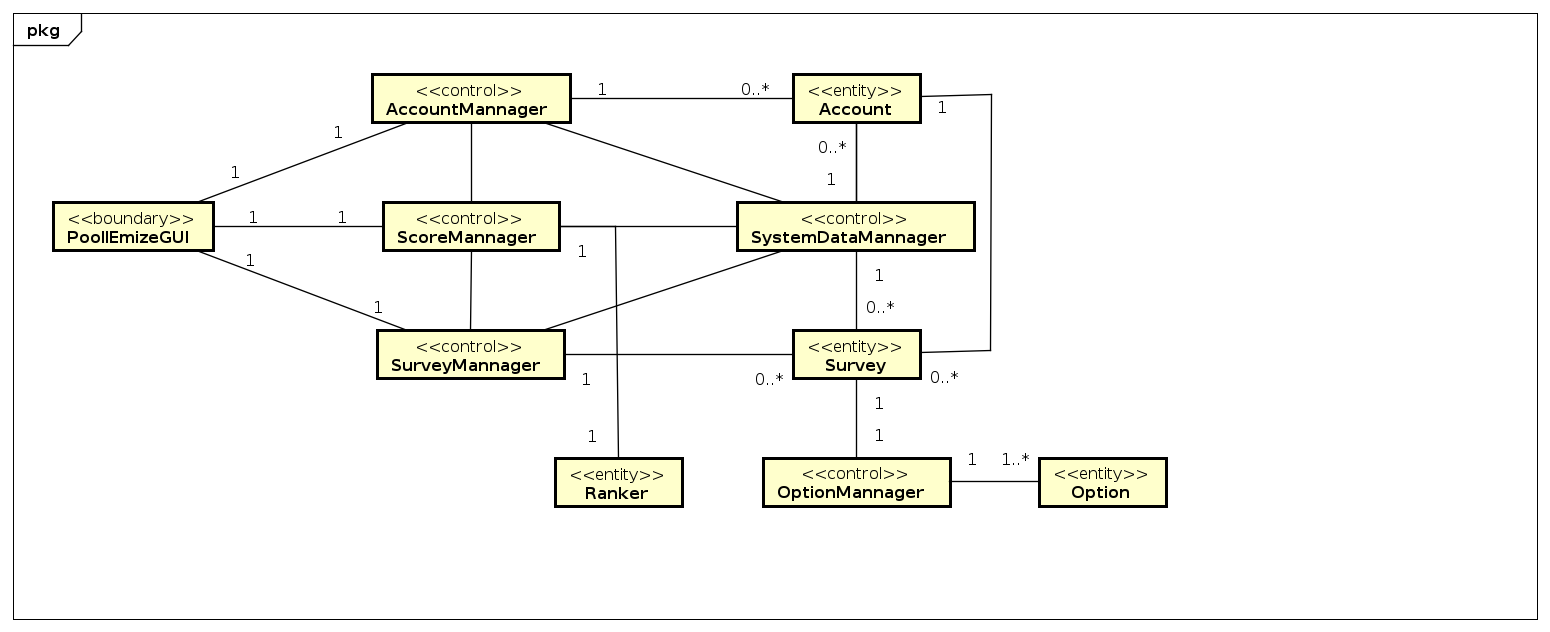 pkg
<<control>>
AccountMannager
1
0..*
<<entity>>
Account
1
1
0..*
1
1
<<boundary>>
PoollEmizeGUI
1
1
<<control>>
ScoreMannager
<<control>>
SystemDataMannager
1
1
1
0..*
1
<<control>>
SurveyMannager
<<entity>>
Survey
1
0..*
0..*
1
1
1
<<entity>>
Ranker
<<control>>
OptionMannager
1
1..*
<<entity>>
Option